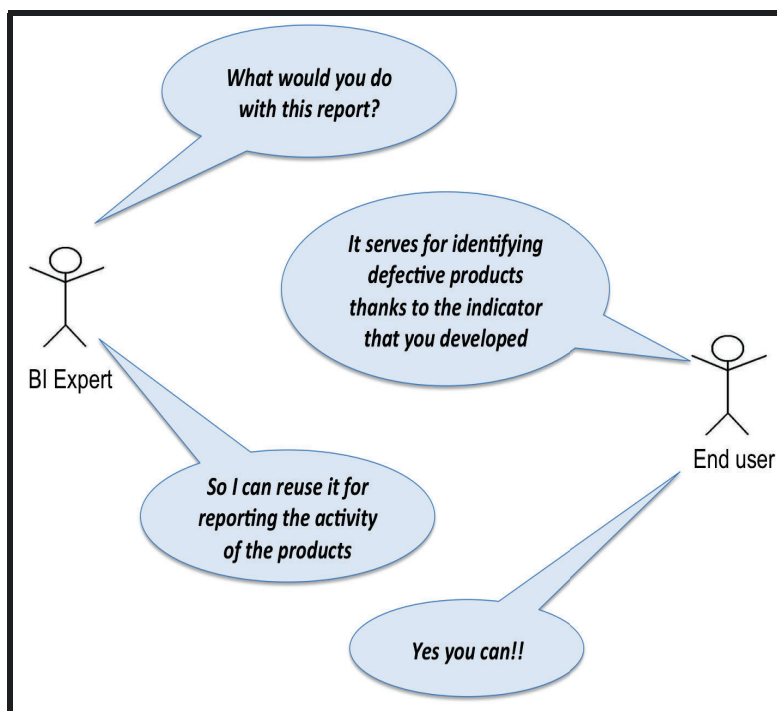 What would you do
with this report?
It serves for identifying
defective products
thanks to the indicator
that you developed
BI Expert
End user
So I can reuse it for
reporting the activity
of the products
Yes you can!!